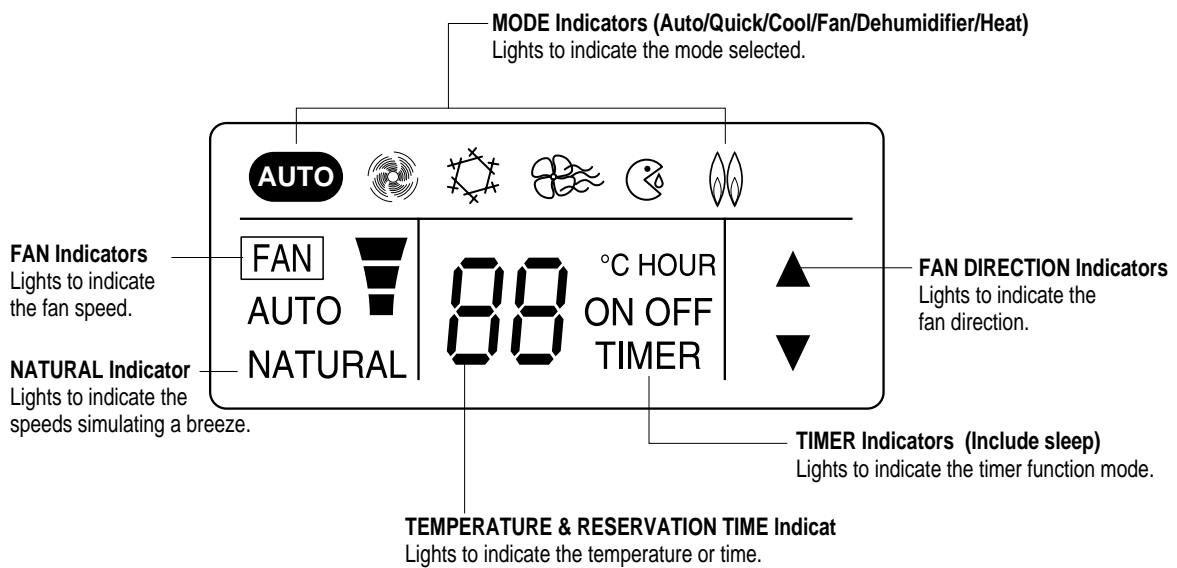 MODE Indicators (Auto/Quick/Cool/Fan/Dehumidifier/Heat)
Lights to indicate the mode selected.
AUTO
FAN Indicators
Lights to indicate
the fan speed.
NATURAL Indicator
Lights to indicate the
speeds simulating a breeze.
FAN
AUTO
NATURAL
88
°C HOUR
ON OFF
TIMER
FAN DIRECTION Indicators
Lights to indicate the
fan direction.
TIMER Indicators (Include sleep)
Lights to indicate the timer function mode.
TEMPERATURE & RESERVATION TIME Indicat
Lights to indicate the temperature or time.